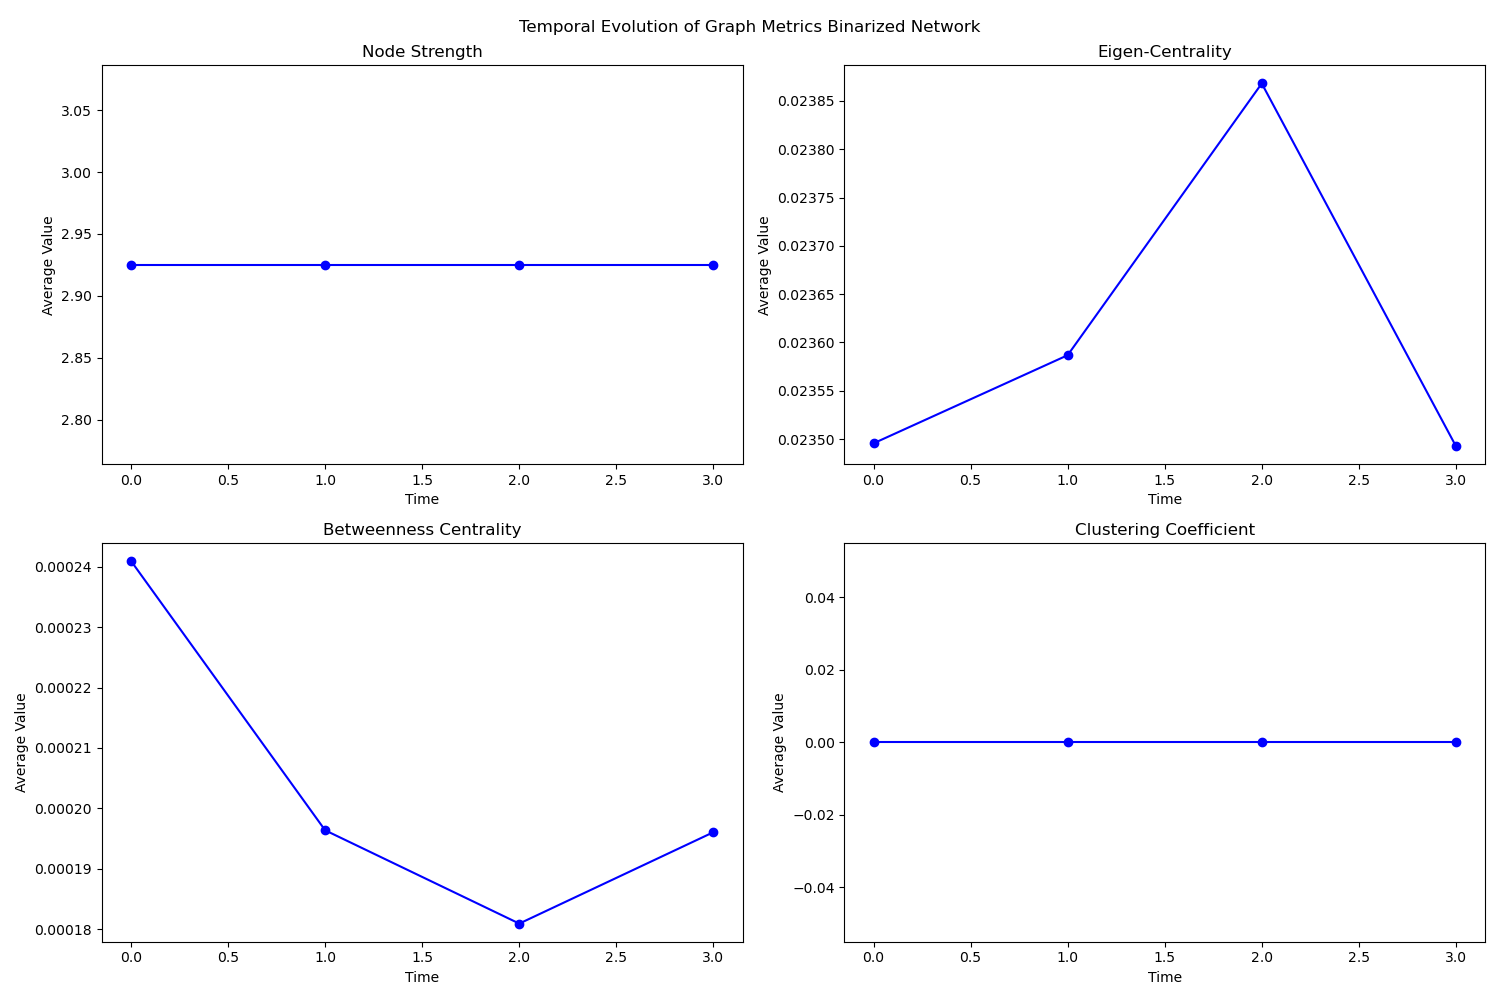 Temporal Evolution of Graph Metrics Binarized Network
Node Strength
Average Value
3.05
3.00
2.95
2.90
2.85
2.80
0.0 0.5 1.0 1.5 2.0 2.5 3.0
Time
Eigen-Centrality
Average Value
0.02385
0.02380
0.02375
0.02370
0.02365
0.02360
0.02355
0.02350
0.0 0.5 1.0 1.5 2.0 2.5 3.0
Time
Betweenness Centrality
Average Value
0.00024
0.00023
0.00022
0.00021
0.00020
0.00019
0.00018
0.0 0.5 1.0 1.5 2.0 2.5 3.0
Time
Clustering Coefficient
Average Value
0.04
0.02
0.00
−0.02
−0.04
0.0 0.5 1.0 1.5 2.0 2.5 3.0
Time